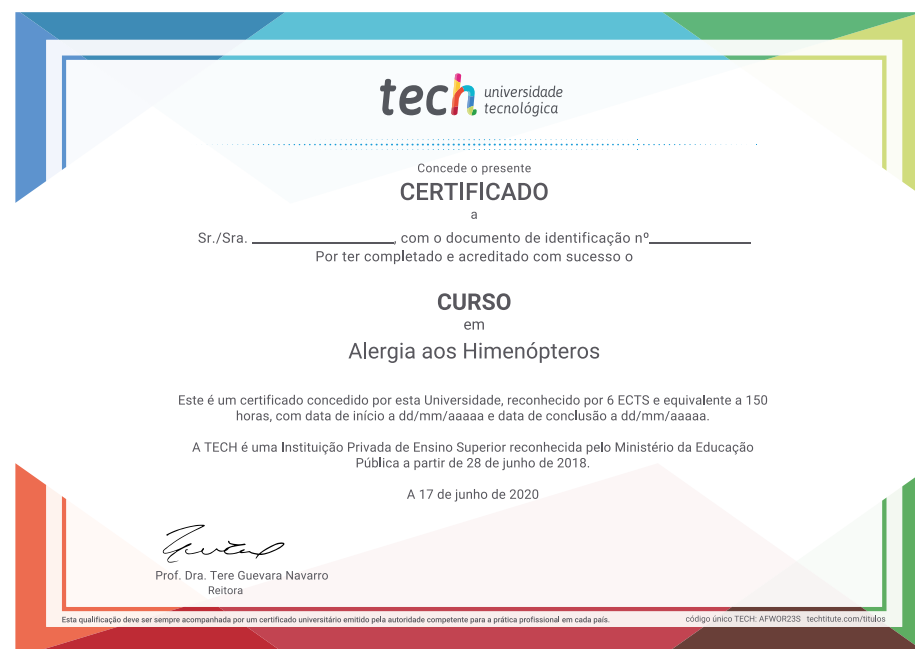 tech universidade
tecnológica
Concede o presente
CERTIFICADO
a
Sr./Sra. ____________________, com o documento de identificação nº______________
Por ter completado e acreditado com sucesso o
CURSO
em
Alergia aos Himenópteros
Este é um certificado concedido por esta Universidade, reconhecido por 6 ECTS e equivalente a 150
horas, com data de início a dd/mm/aaaaa e data de conclusão a dd/mm/aaaaa.
A TECH é uma Instituição Privada de Ensino Superior reconhecida pelo Ministério da Educação
Pública a partir de 28 de junho de 2018.
A 17 de junho de 2020
Prof. Dra. Tere Guevara Navarro
Reitora
Esta qualificação deve ser sempre acompanhada por um certificado universitário emitido pela autoridade competente para a prática profissional em cada país.
código único TECH: AFWOR23S techtitute.com/titulos